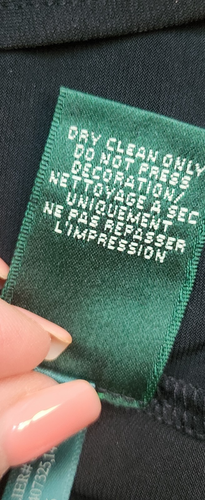 DRY CLEAN ONLY
DO NOT PRESS
DECORATION/
NETTOYAGE A SEC
UNIQUEMENT
NE PAS REPASSER
L'IMPRESSION